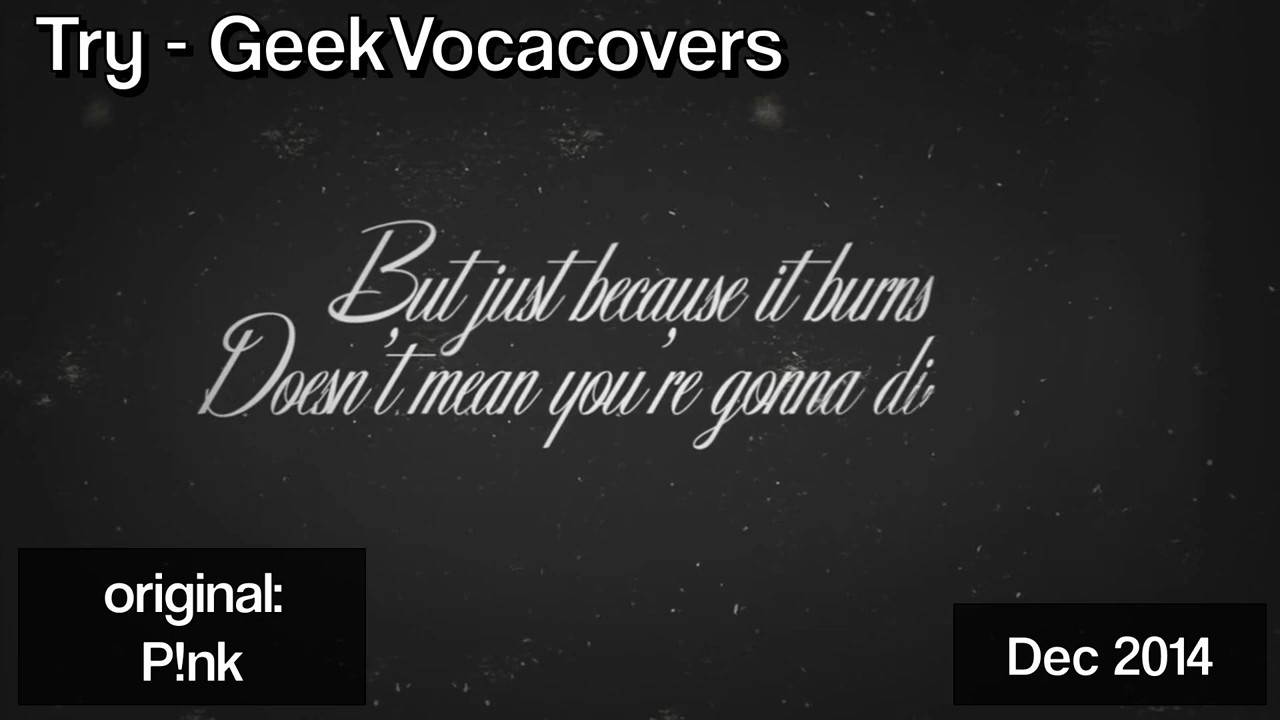 Try - GeekVocacovers
But just because it burns
Doesn't mean you're gonna di
original:
P!nk
Dec 2014